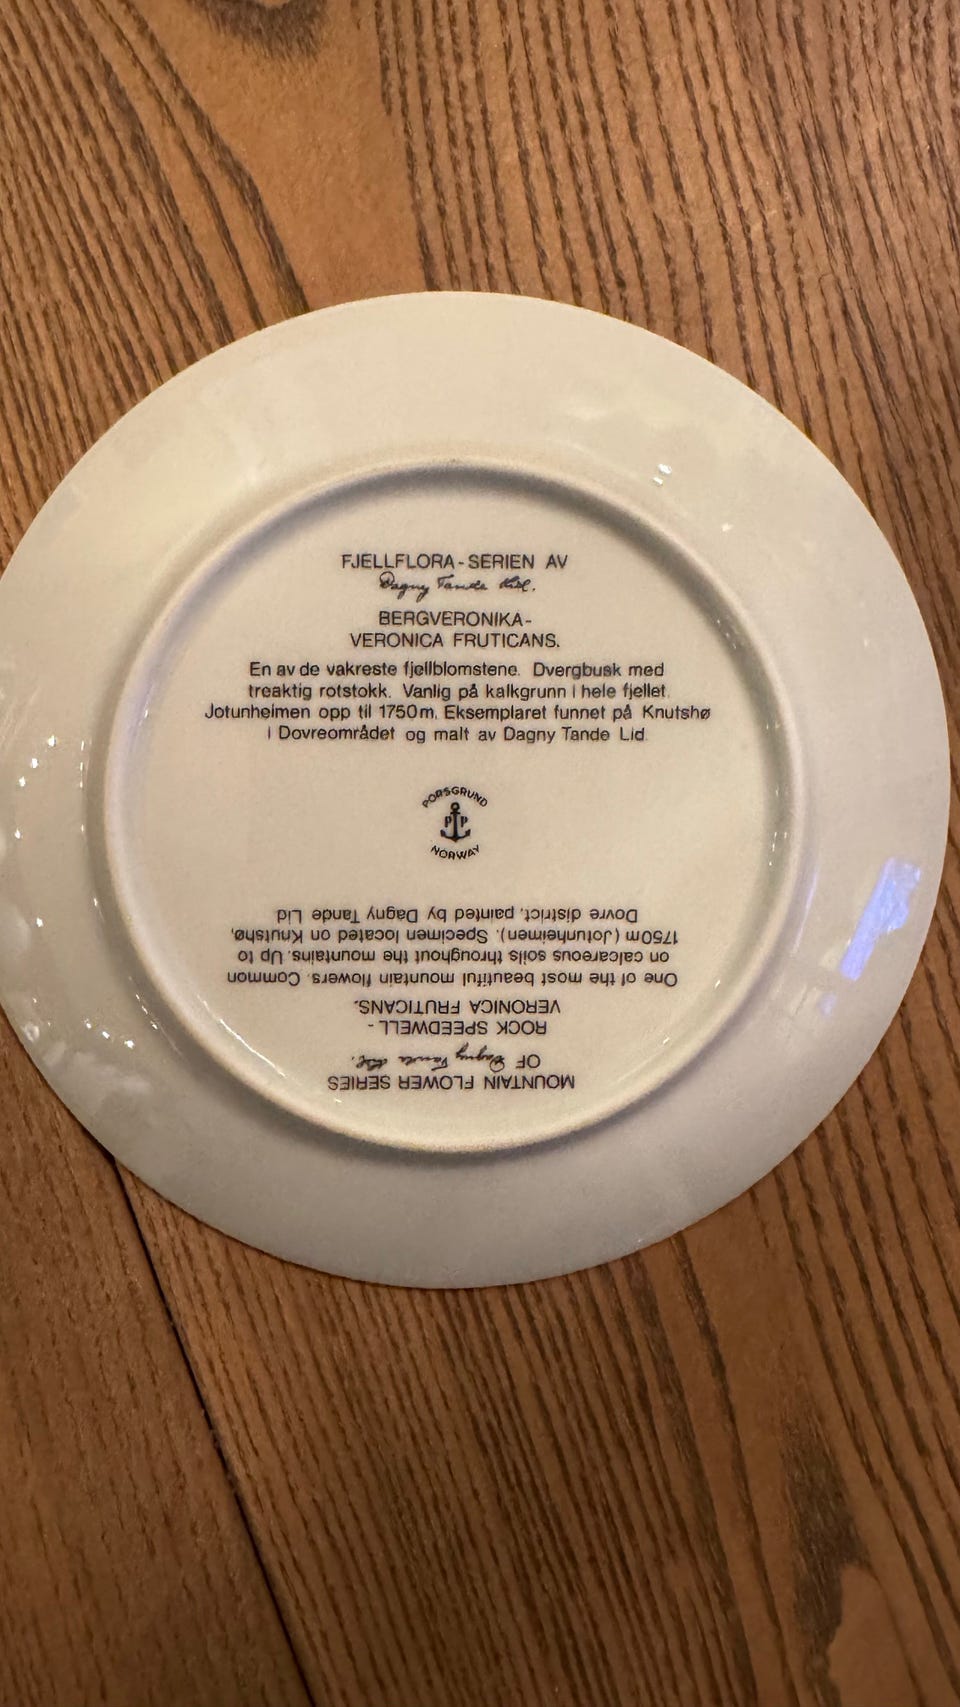 FJELLFLORA-SERIEN AV
Dagny Tande Lid.
BERGVERONIKA-
VERONICA FRUTICANS.
En av de vakreste fjellblomstene. Dvergbusk med
treaktig rotstokk. Vanlig på kalkgrunn i hele fjellet.
Jotunheimen opp til 1750m. Eksemplaret funnet på Knutshø
i Dovreområdet og malt av Dagny Tande Lid.
PORSGRUND
PP
NORWAY
MOUNTAIN FLOWER SERIES
OF Dagny Tande Lid.
ROCK SPEEDWELL-
VERONICA FRUTICANS.
One of the most beautiful mountain flowers. Common
on calcareous soils throughout the mountains. Up to
1750m (Jotunheimen). Specimen located on Knutshø,
Dovre district, painted by Dagny Tande Lid